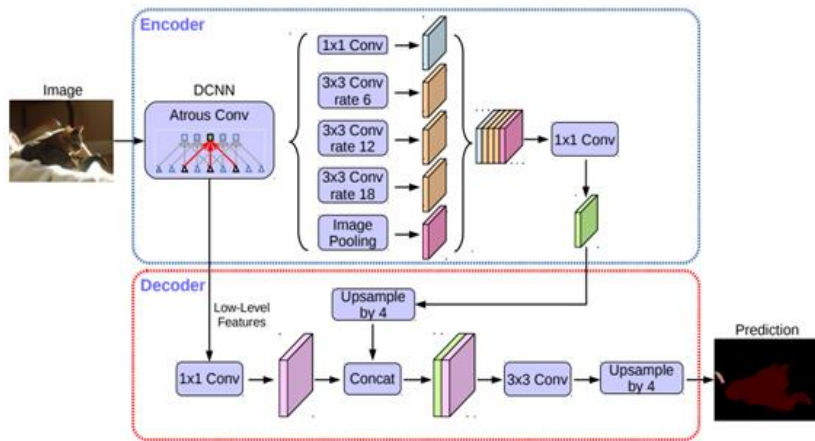 Encoder
Image
DCNN
Atrous Conv
1x1 Conv
3x3 Conv
rate 6
3x3 Conv
rate 12
3x3 Conv
rate 18
Image
Pooling
1x1 Conv
Decoder
Low-Level
Features
Upsample
by 4
1x1 Conv
Concat
3x3 Conv
Upsample
by 4
Prediction